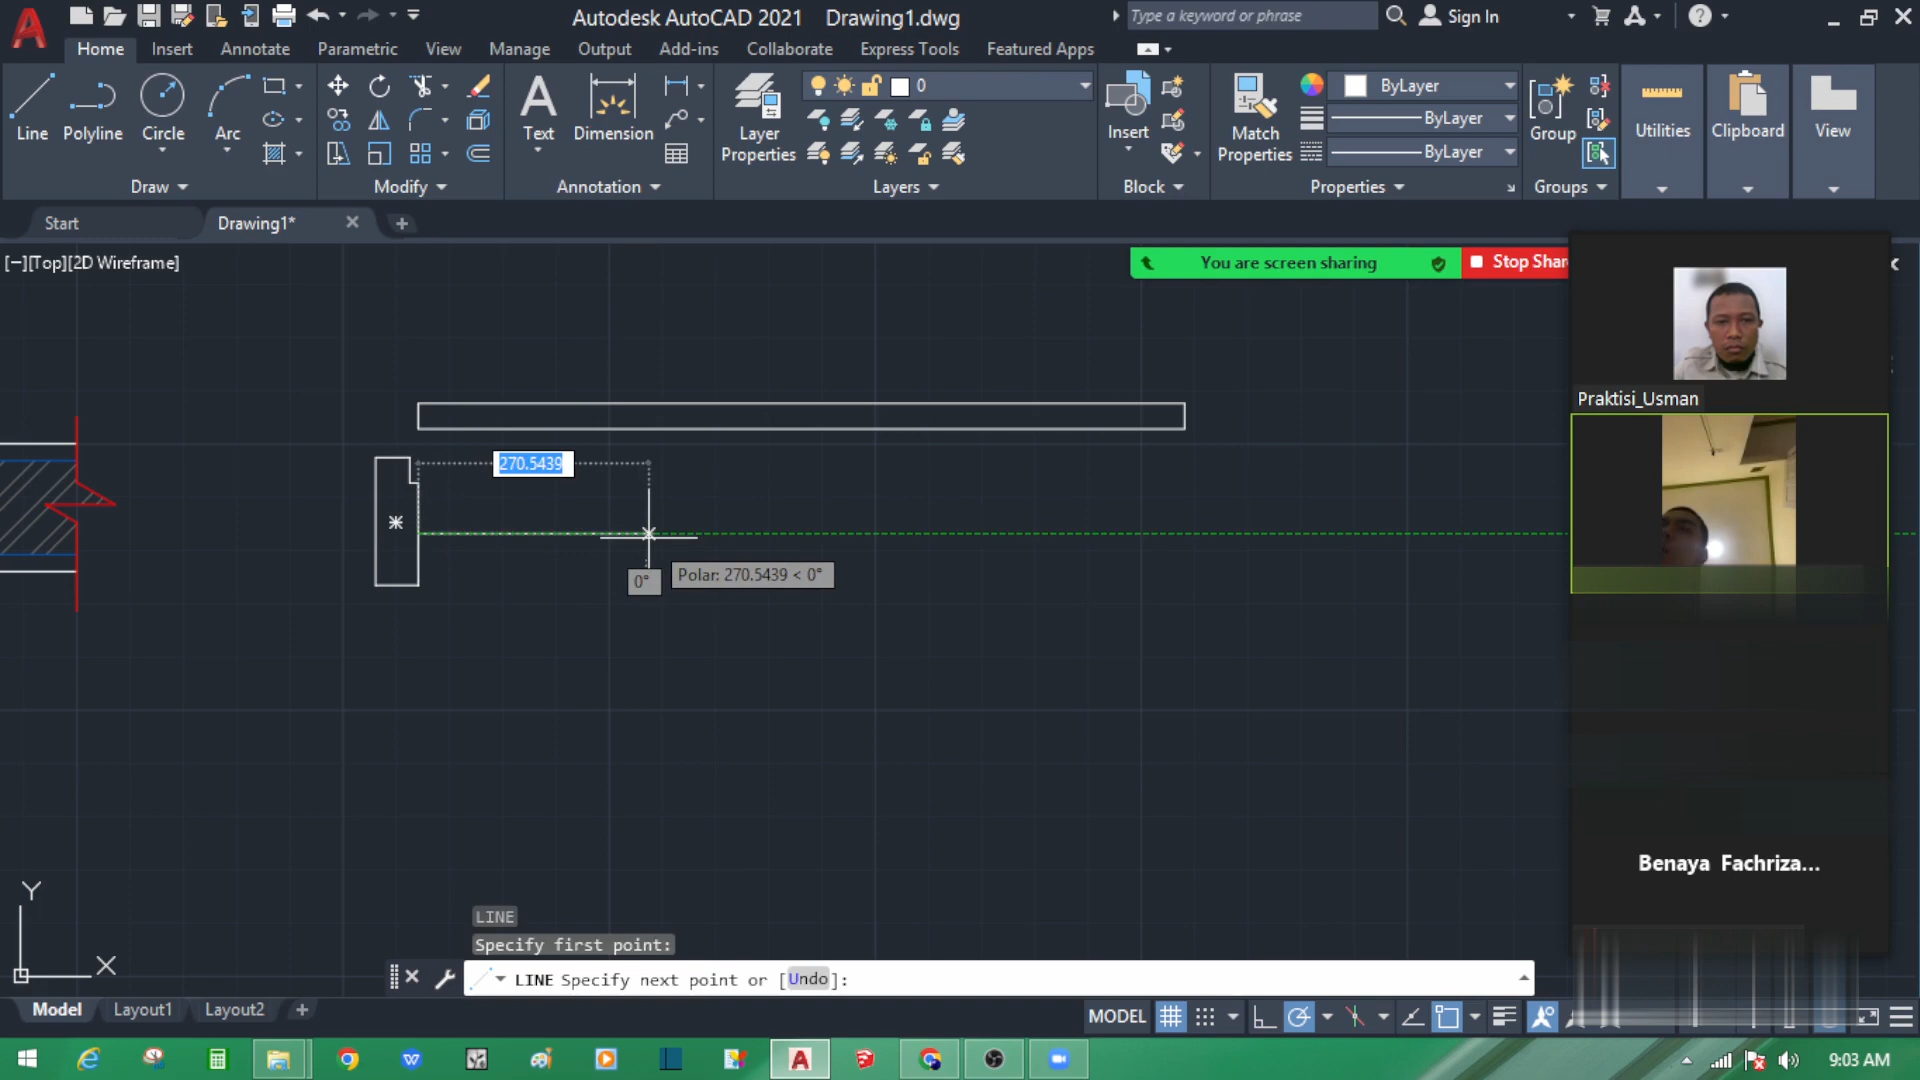 Autodesk AutoCAD 2021 Drawing1.dwg
Type a keyword or phrase
Sign In
Home Insert Annotate Parametric View Manage Output Add-ins Collaborate Express Tools Featured Apps
Line Polyline Circle Arc
Draw
Modify
Text Dimension
Annotation
Layer Properties
0
Layers
Insert
Block
Match Properties
ByLayer
ByLayer
ByLayer
Properties
Group
Groups
Utilities
Clipboard
View
Start
Drawing1*
[−][Top][2D Wireframe]
You are screen sharing
Stop Shar
Praktisi_Usman
270.5439
0°
Polar: 270.5439 < 0°
Benaya Fachriza...
Y
X
LINE
Specify first point:
LINE Specify next point or [Undo]:
Model Layout1 Layout2
MODEL
9:03 AM